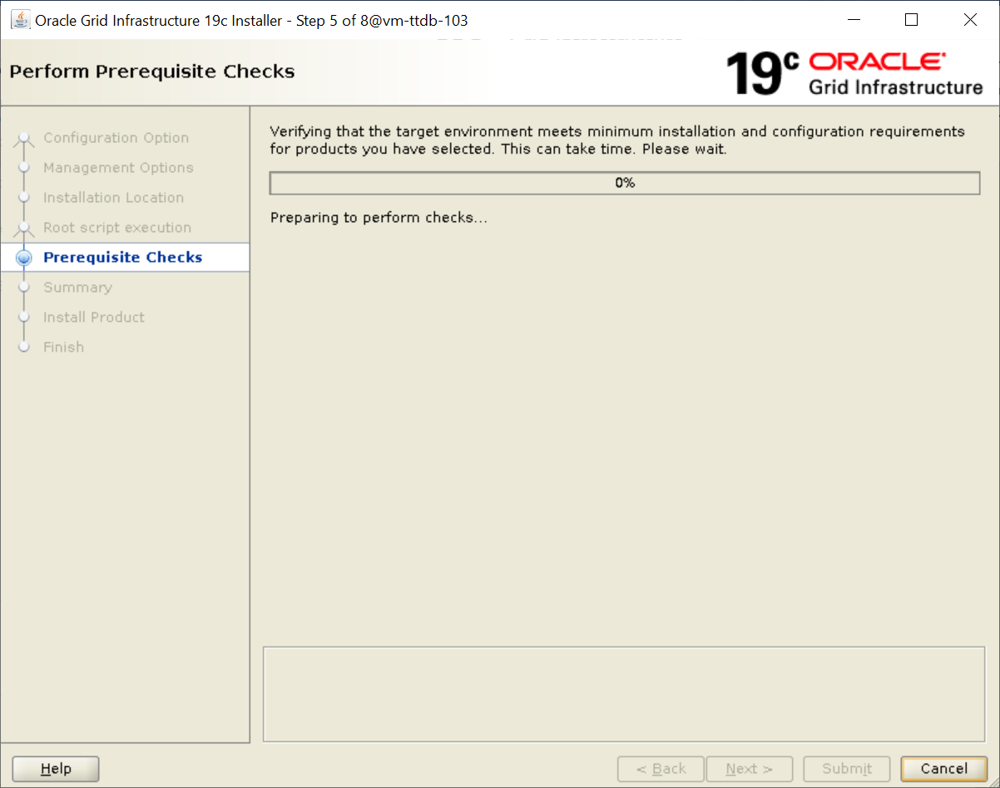 Oracle Grid Infrastructure 19c Installer - Step 5 of 8@vm-ttdb-103
Perform Prerequisite Checks
19c ORACLE
Grid Infrastructure
Configuration Option
Management Options
Installation Location
Root script execution
Prerequisite Checks
Summary
Install Product
Finish
Verifying that the target environment meets minimum installation and configuration requirements
for products you have selected. This can take time. Please wait.
0%
Preparing to perform checks...
Help
< Back
Next >
Submit
Cancel